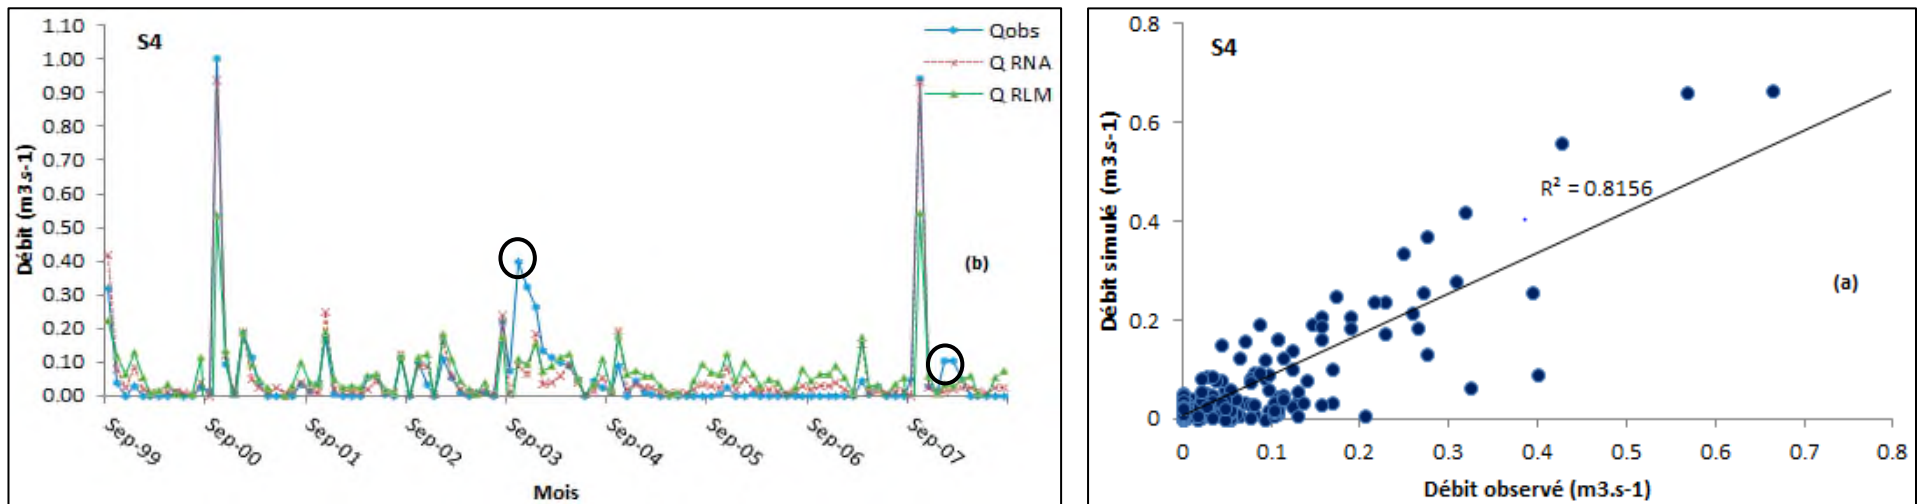 S4
Qobs
Q RNA
Q RLM
1.10
1.00
0.90
0.80
0.70
0.60
0.50
0.40
0.30
0.20
0.10
0.00
Débit (m3.s-1)
(b)
Sep-99
Sep-00
Sep-01
Sep-02
Sep-03
Sep-04
Sep-05
Sep-06
Sep-07
Mois
S4
0.8
0.6
0.4
0.2
0
Débit simulé (m3.s-1)
R² = 0.8156
(a)
0
0.1
0.2
0.3
0.4
0.5
0.6
0.7
0.8
Débit observé (m3.s-1)